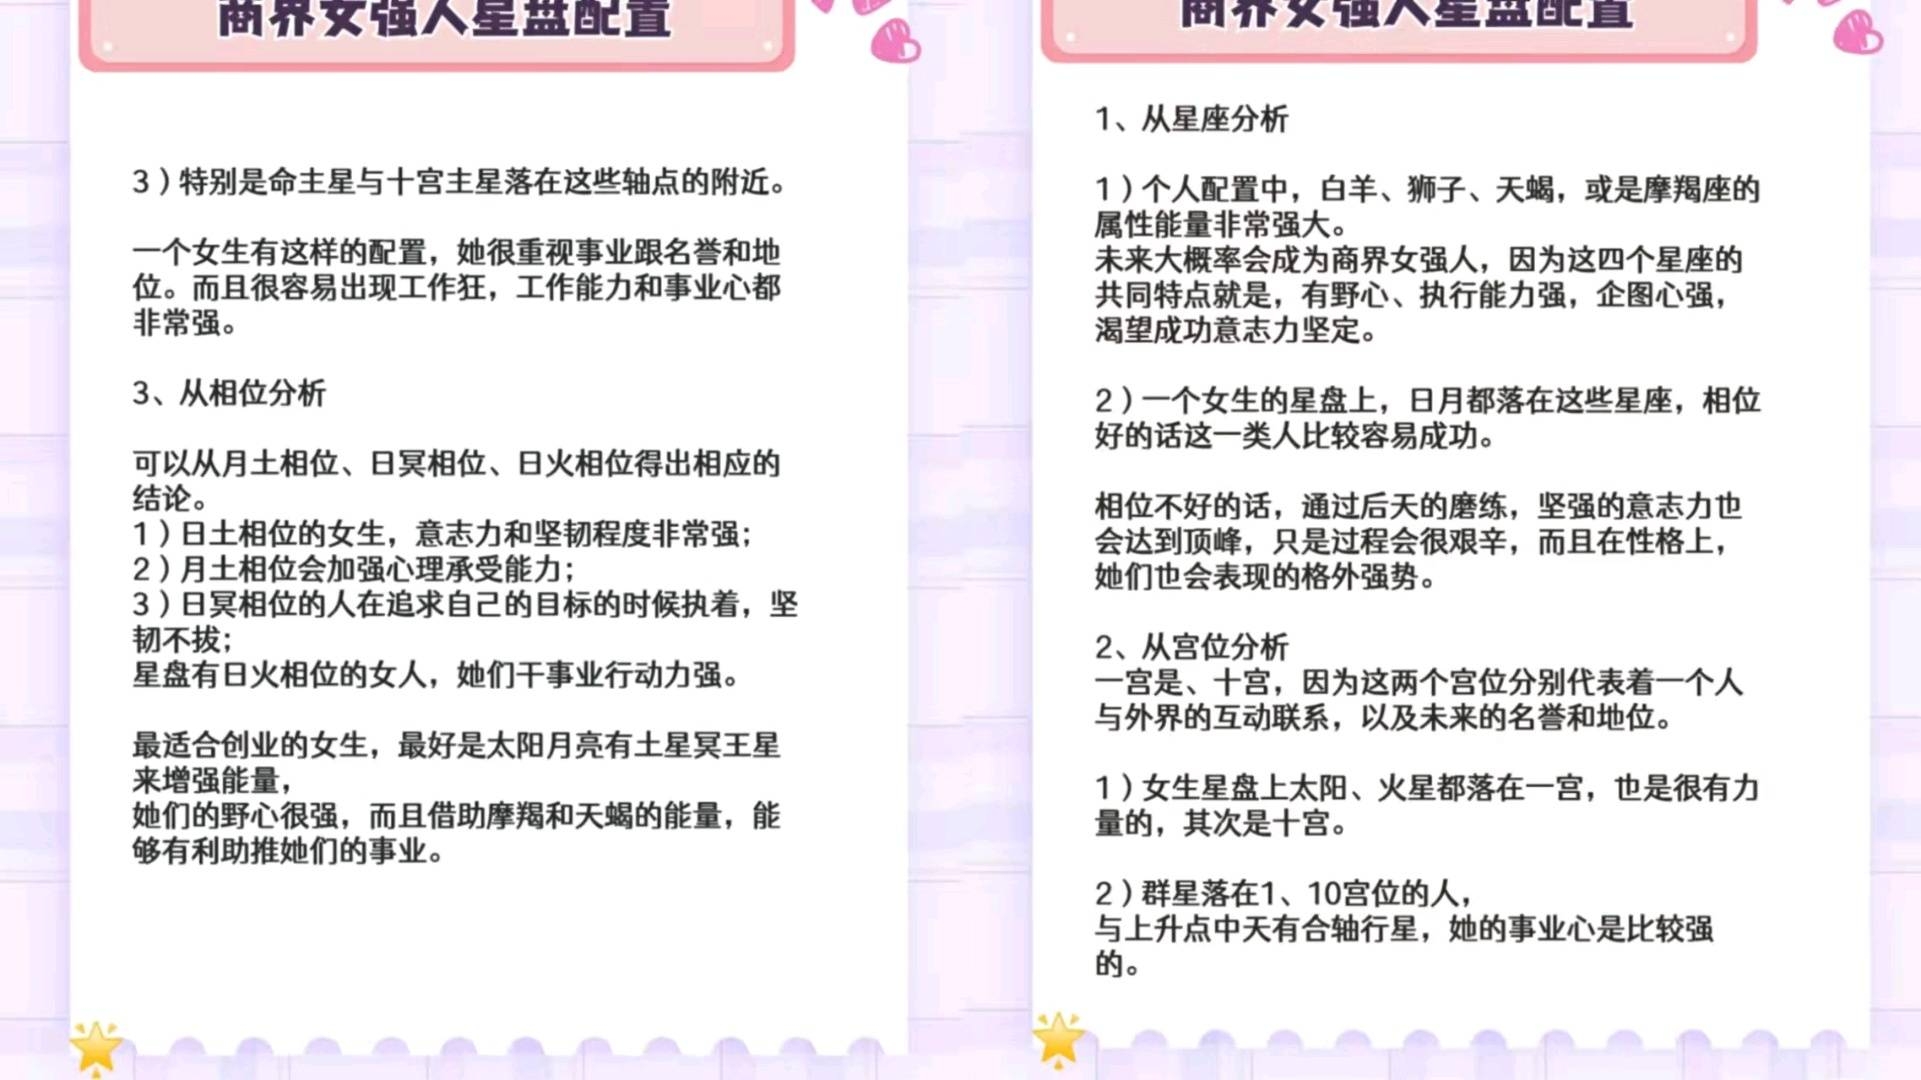 商界女强人星盘配置
3）特别是命主星与十宫主星落在这些轴点的附近。
一个女生有这样的配置，她很重视事业跟名誉和地
位。而且很容易出现工作狂，工作能力和事业心都
非常强。
3、从相位分析
可以从月土相位、日冥相位、日火相位得出相应的
结论。
1）日土相位的女生，意志力和坚韧程度非常强；
2）月土相位会加强心理承受能力；
3）日冥相位的人在追求自己的目标的时候执着，坚
韧不拔；
星盘有日火相位的女人，她们干事业行动力强。
最适合创业的女生，最好是太阳月亮有土星冥王星
来增强能量，
她们的野心很强，而且借助摩羯和天蝎的能量，能
够有利助推她们的事业。
商界女强人星盘配置
1、从星座分析
1）个人配置中，白羊、狮子、天蝎，或是摩羯座的
属性能量非常强大。
未来大概率会成为商界女强人，因为这四个星座的
共同特点就是，有野心、执行能力强，企图心强，
渴望成功意志力坚定。
2）一个女生的星盘上，日月都落在这些星座，相位
好的话这一类人比较容易成功。
相位不好的话，通过后天的磨练，坚强的意志力也
会达到顶峰，只是过程会很艰辛，而且在性格上，
她们也会表现的格外强势。
2、从宫位分析
一宫是、十宫，因为这两个宫位分别代表着一个人
与外界的互动联系，以及未来的名誉和地位。
1）女生星盘上太阳、火星都落在一宫，也是很有力
量的，其次是十宫。
2）群星落在1、10宫位的人，
与上升点中天有合轴行星，她的事业心是比较强
的。